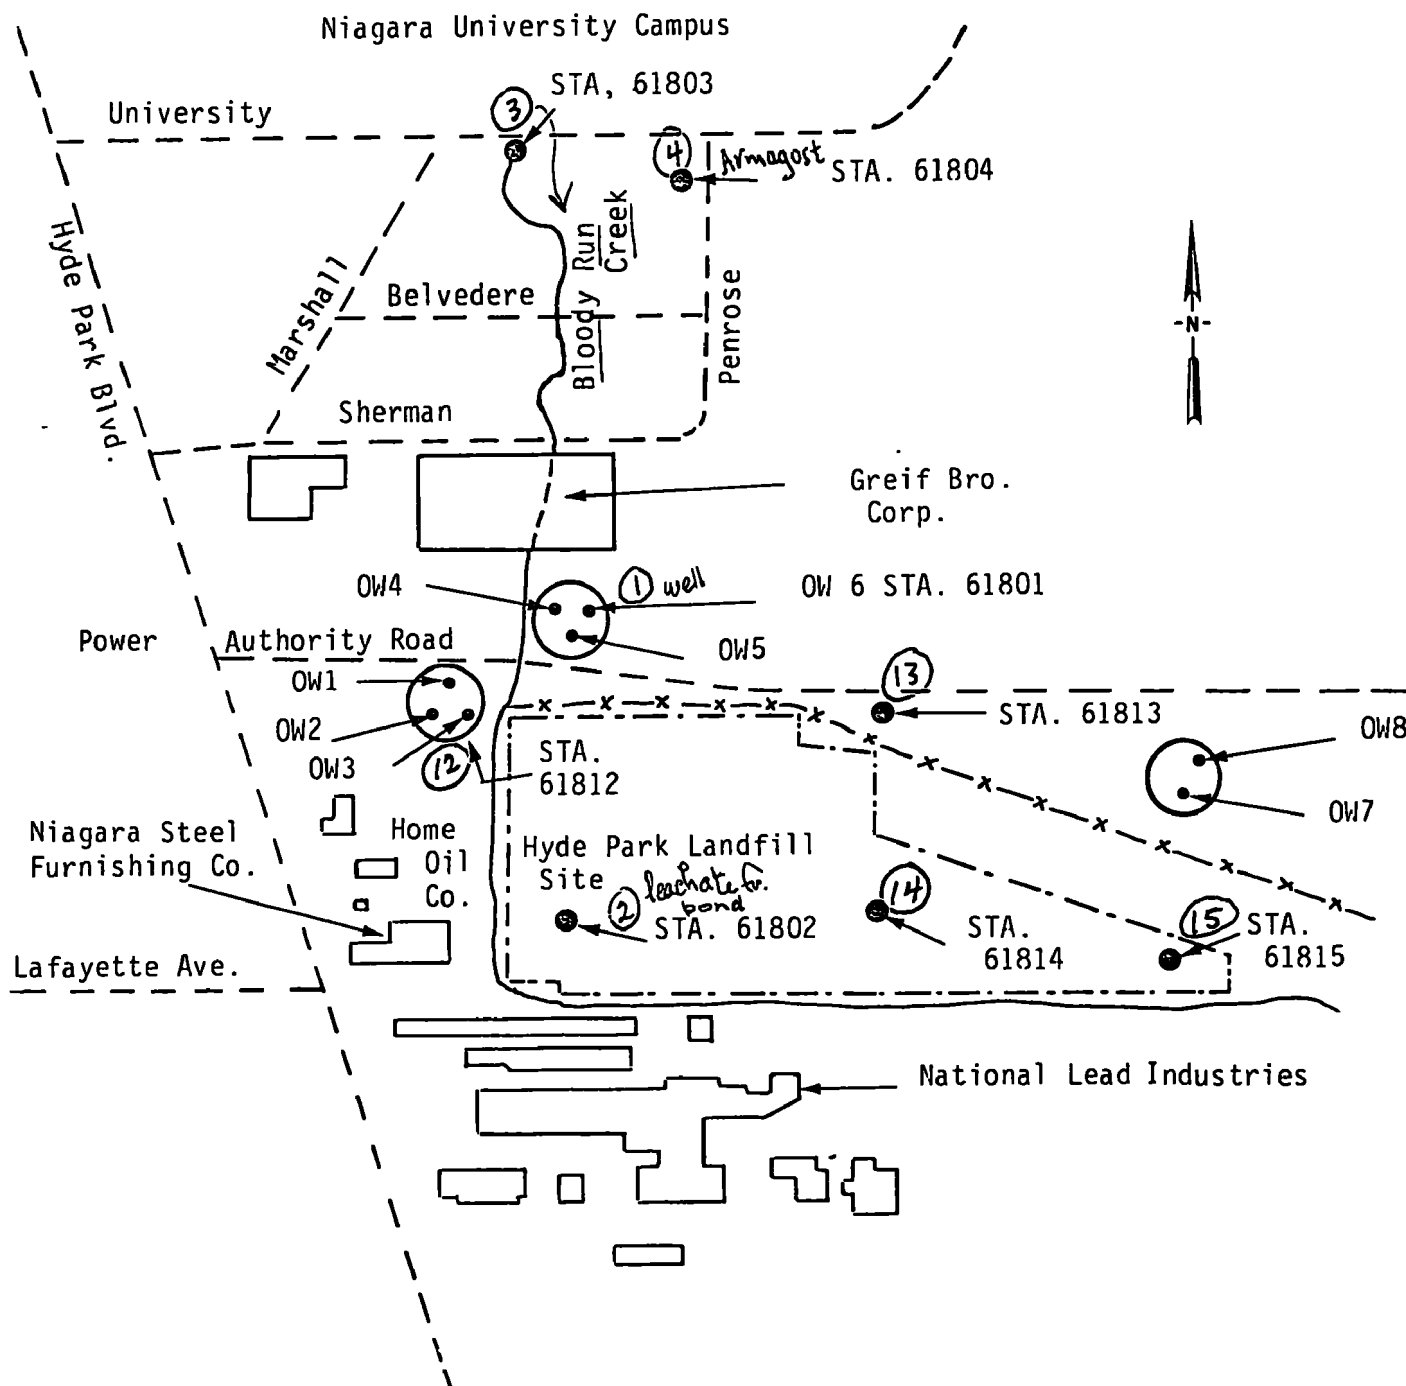 Niagara University Campus
STA, 61803
3
University
4
Armagost
STA. 61804
Hyde Park Blvd.
Marshall
Bloody Run
Creek
Belvedere
Penrose
-N-
Sherman
Greif Bro.
Corp.
OW4
1 well
OW 6 STA. 61801
OW5
Power Authority Road
OW1
13
STA. 61813
OW2
OW8
OW3
12
STA.
61812
OW7
Niagara Steel
Furnishing Co.
Home
Oil
Co.
Hyde Park Landfill
Site
2 leachate fr.
pond
STA. 61802
14
STA.
61814
15
STA.
61815
Lafayette Ave.
National Lead Industries